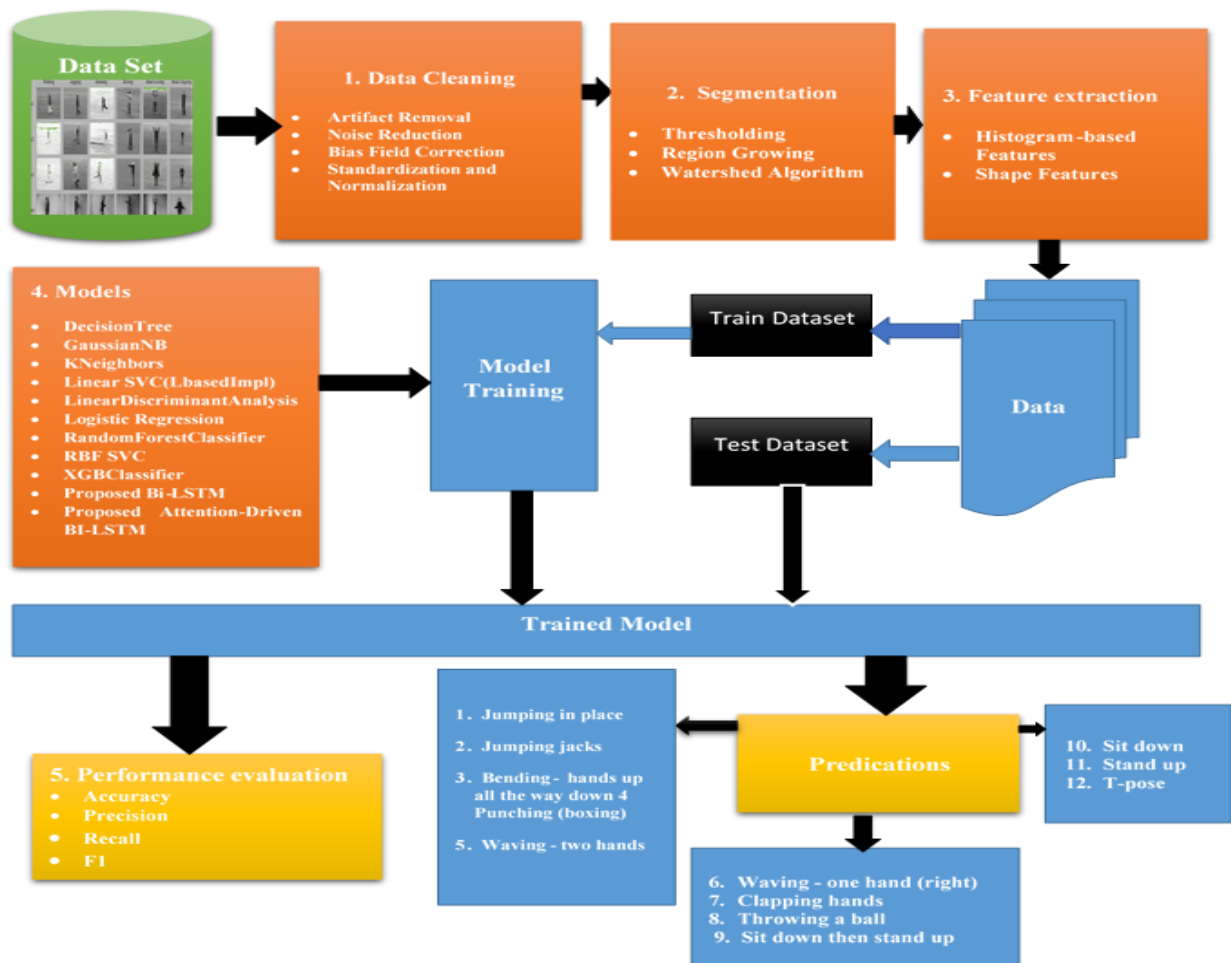 Data Set
1. Data Cleaning
• Artifact Removal
• Noise Reduction
• Bias Field Correction
• Standardization and
Normalization
2. Segmentation
• Thresholding
• Region Growing
• Watershed Algorithm
3. Feature extraction
• Histogram-based
Features
• Shape Features
4. Models
• DecisionTree
• GaussianNB
• KNeighbors
• Linear SVC(LbasedImpl)
• LinearDiscriminantAnalysis
• Logistic Regression
• RandomForestClassifier
• RBF SVC
• XGBClassifier
• Proposed Bi-LSTM
• Proposed Attention-Driven
BI-LSTM
Model
Training
Train Dataset
Test Dataset
Data
Trained Model
5. Performance evaluation
• Accuracy
• Precision
• Recall
• F1
1. Jumping in place
2. Jumping jacks
3. Bending - hands up
all the way down 4
Punching (boxing)
5. Waving - two hands
Predications
10. Sit down
11. Stand up
12. T-pose
6. Waving - one hand (right)
7. Clapping hands
8. Throwing a ball
9. Sit down then stand up